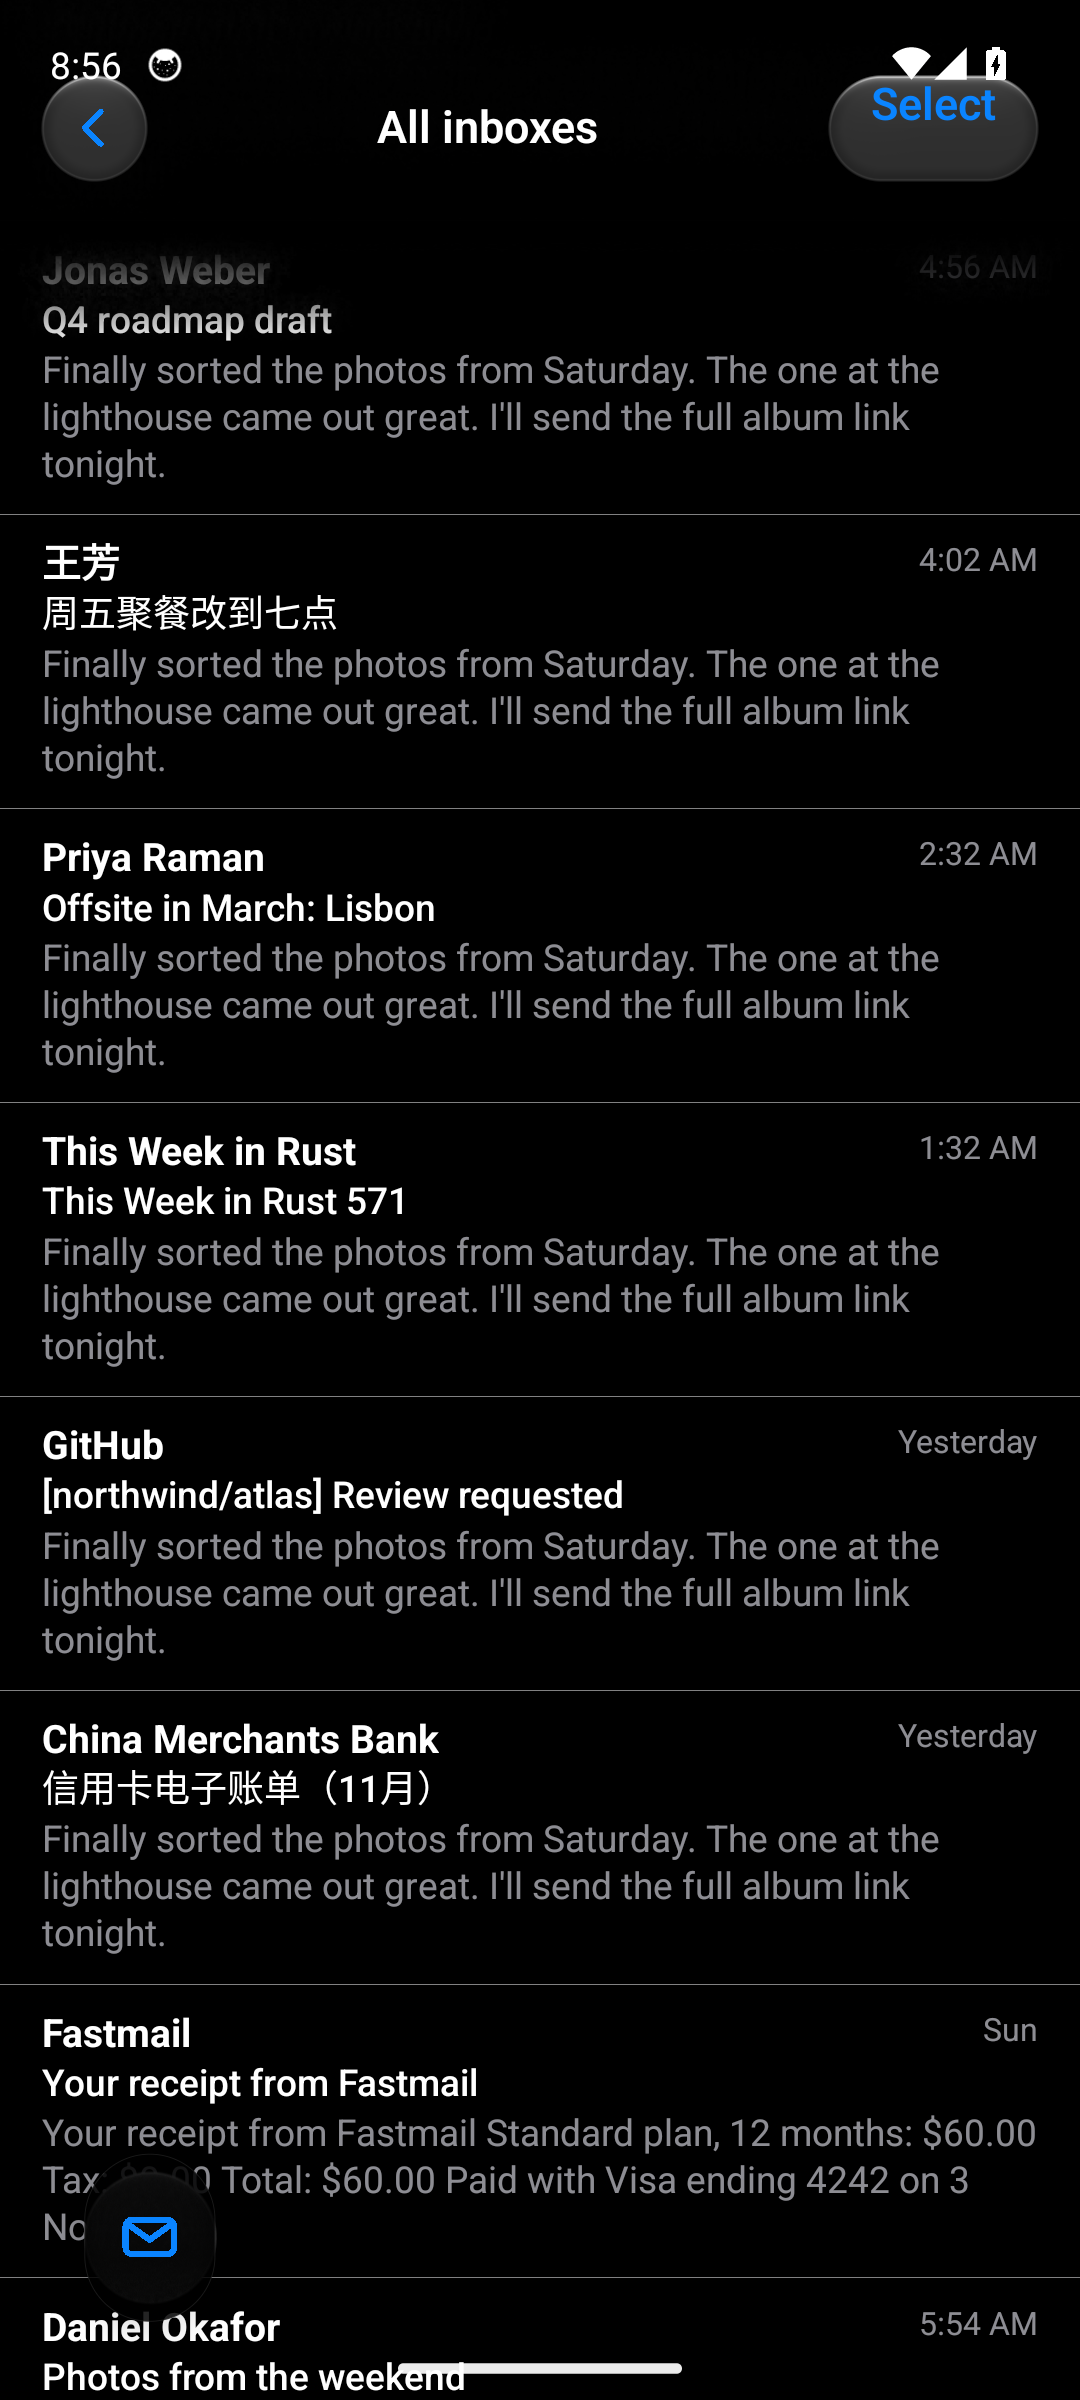 8:56
Select
All inboxes
Jonas Weber
4:56 AM
Q4 roadmap draft
Finally sorted the photos from Saturday. The one at the
lighthouse came out great. I'll send the full album link
tonight.
王芳
4:02 AM
周五聚餐改到七点
Finally sorted the photos from Saturday. The one at the
lighthouse came out great. I'll send the full album link
tonight.
Priya Raman
2:32 AM
Offsite in March: Lisbon
Finally sorted the photos from Saturday. The one at the
lighthouse came out great. I'll send the full album link
tonight.
This Week in Rust
1:32 AM
This Week in Rust 571
Finally sorted the photos from Saturday. The one at the
lighthouse came out great. I'll send the full album link
tonight.
GitHub
Yesterday
[northwind/atlas] Review requested
Finally sorted the photos from Saturday. The one at the
lighthouse came out great. I'll send the full album link
tonight.
China Merchants Bank
Yesterday
信用卡电子账单（11月）
Finally sorted the photos from Saturday. The one at the
lighthouse came out great. I'll send the full album link
tonight.
Fastmail
Sun
Your receipt from Fastmail
Your receipt from Fastmail Standard plan, 12 months: $60.00
Tax: Total: $60.00 Paid with Visa ending 4242 on 3
Daniel Okafor
5:54 AM
Photos from the weekend